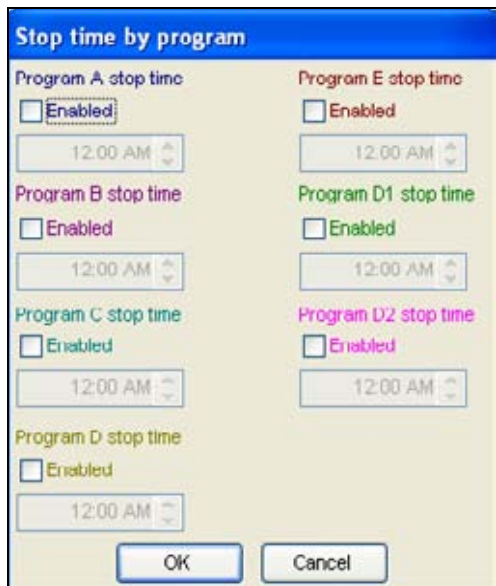 Stop time by program
Program A stop time
Enabled
12:00 AM
Program B stop time
Enabled
12:00 AM
Program C stop time
Enabled
12:00 AM
Program D stop time
Enabled
12:00 AM
Program E stop time
Enabled
12:00 AM
Program D1 stop time
Enabled
12:00 AM
Program D2 stop time
Enabled
12:00 AM
OK
Cancel